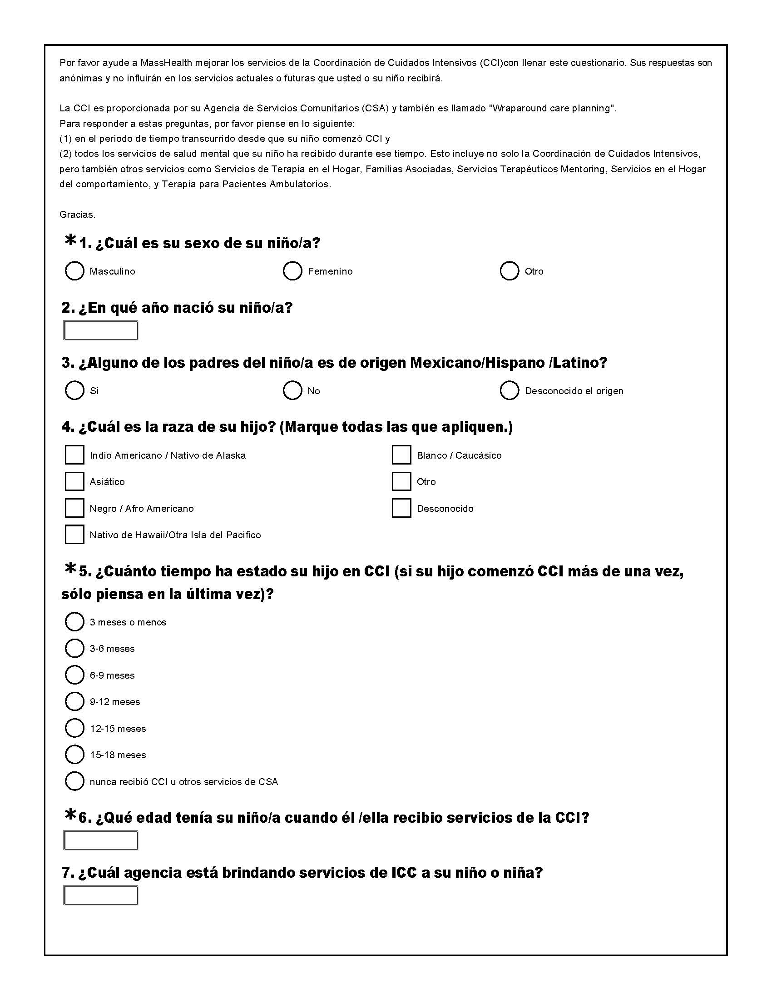 Por favor ayude a MassHealth mejorar los servicios de la Coordinación de Cuidados Intensivos (CCI)con llenar este cuestionario. Sus respuestas son
anónimas y no influirán en los servicios actuales o futuras que usted o su niño recibirá.
La CCI es proporcionada por su Agencia de Servicios Comunitarios (CSA) y también es llamado "Wraparound care planning".
Para responder a estas preguntas, por favor piense en lo siguiente:
(1) en el periodo de tiempo transcurrido desde que su niño comenzó CCI y
(2) todos los servicios de salud mental que su niño ha recibido durante ese tiempo. Esto incluye no solo la Coordinación de Cuidados Intensivos,
pero también otros servicios como Servicios de Terapia en el Hogar, Familias Asociadas, Servicios Terapéuticos Mentoring, Servicios en el Hogar
del comportamiento, y Terapia para Pacientes Ambulatorios.
Gracias.
*1. ¿Cuál es su sexo de su niño/a?
Masculino Femenino Otro
2. ¿En qué año nació su niño/a?
3. ¿Alguno de los padres del niño/a es de origen Mexicano/Hispano /Latino?
Si No Desconocido el origen
4. ¿Cuál es la raza de su hijo? (Marque todas las que apliquen.)
Indio Americano / Nativo de Alaska Blanco / Caucásico
Asiático Otro
Negro / Afro Americano Desconocido
Nativo de Hawaii/Otra Isla del Pacifico
*5. ¿Cuánto tiempo ha estado su hijo en CCI (si su hijo comenzó CCI más de una vez,
sólo piensa en la última vez)?
3 meses o menos
3-6 meses
6-9 meses
9-12 meses
12-15 meses
15-18 meses
nunca recibió CCI u otros servicios de CSA
*6. ¿Qué edad tenía su niño/a cuando él /ella recibio servicios de la CCI?
7. ¿Cuál agencia está brindando servicios de ICC a su niño o niña?